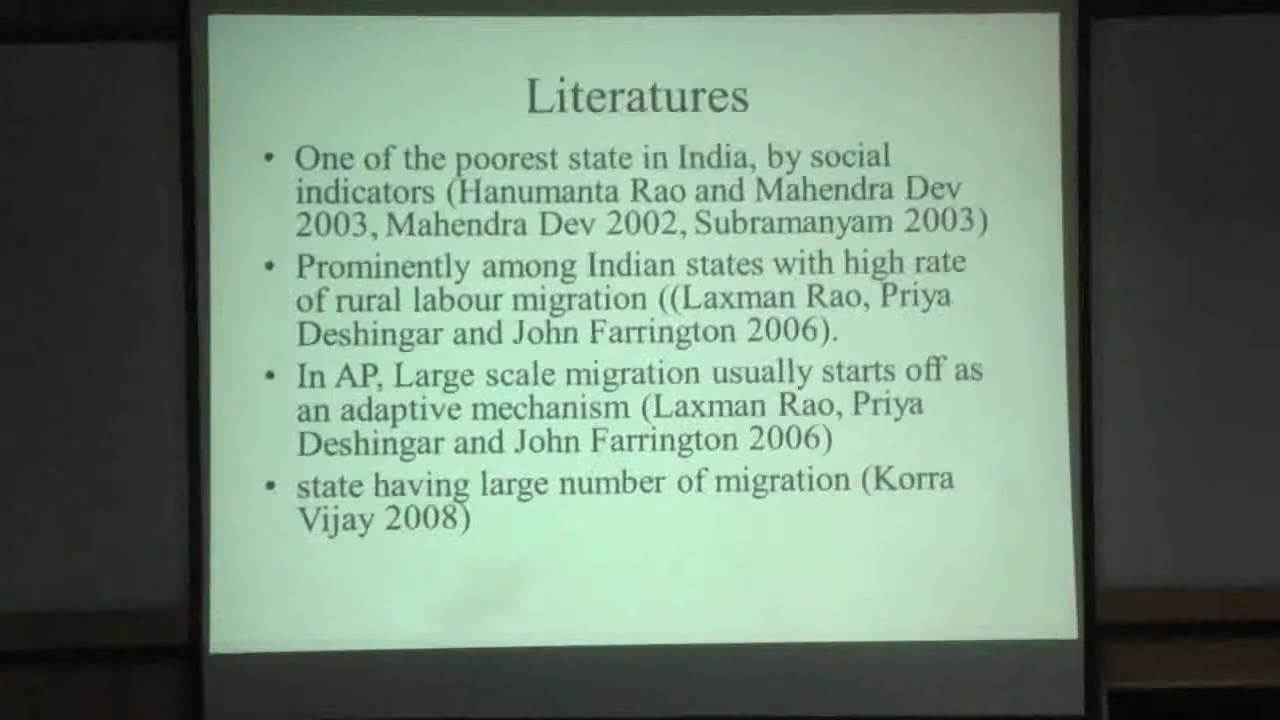 Literatures
• One of the poorest state in India, by social
indicators (Hanumanta Rao and Mahendra Dev
2003, Mahendra Dev 2002, Subramanyam 2003)
• Prominently among Indian states with high rate
of rural labour migration ((Laxman Rao, Priya
Deshingar and John Farrington 2006).
• In AP, Large scale migration usually starts off as
an adaptive mechanism (Laxman Rao, Priya
Deshingar and John Farrington 2006)
• state having large number of migration (Korra
Vijay 2008)